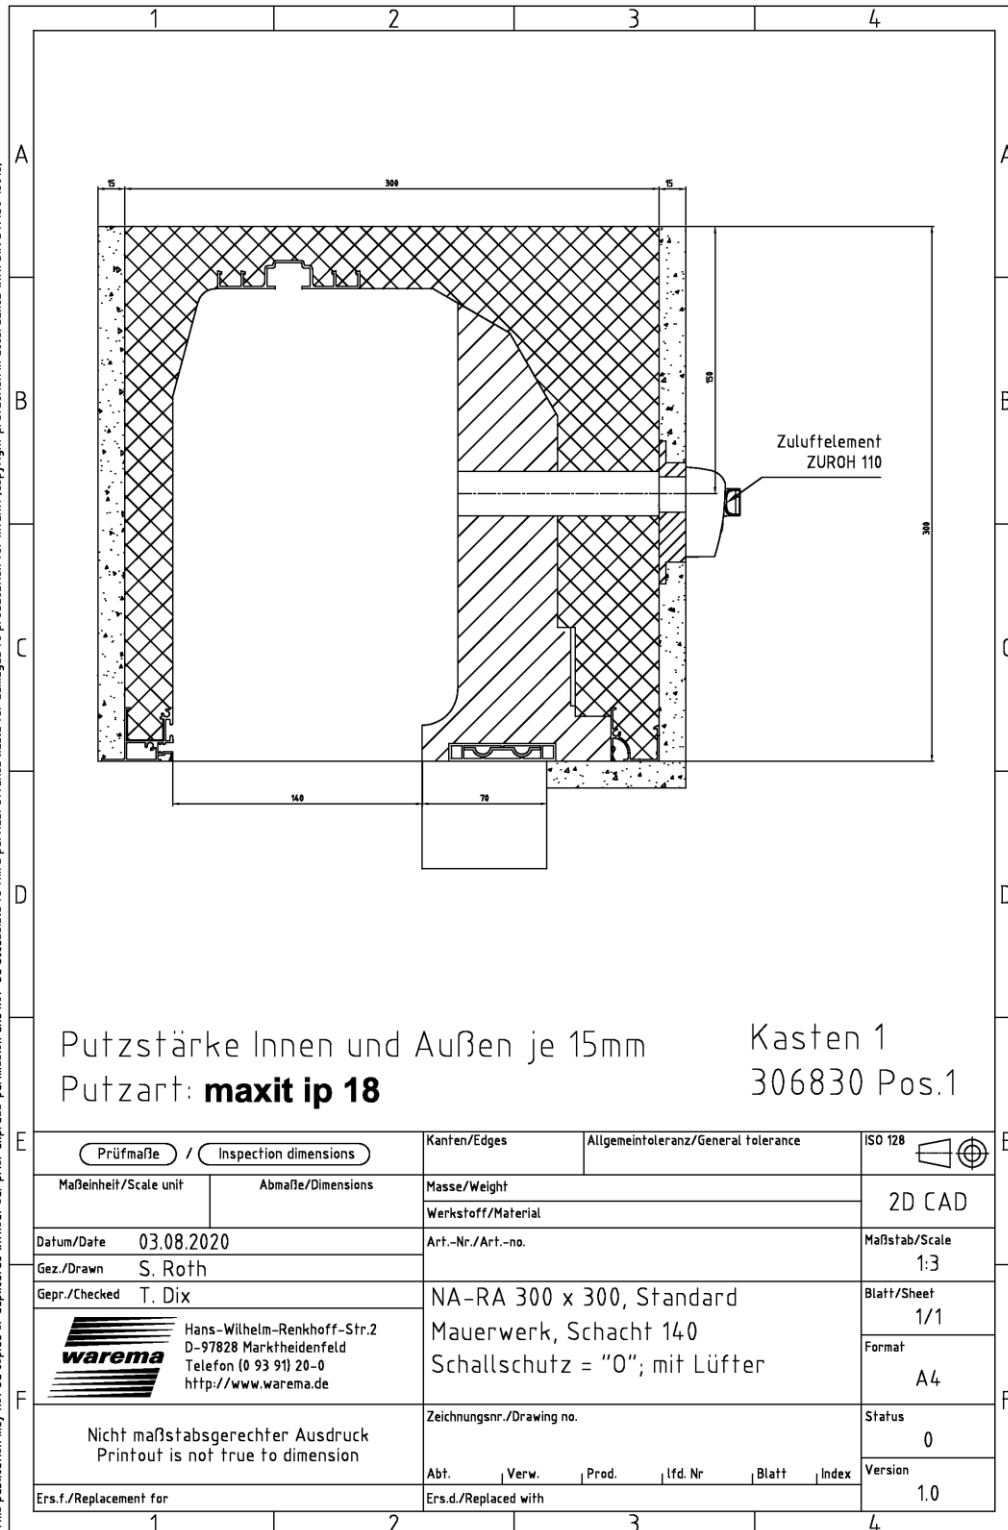 1 2 3 4
A A
15 300 15
150
B B
Zuluftelement
ZUROH 110
300
C C
140 70
D D
Putzstärke Innen und Außen je 15mm
Putzart: maxit ip 18
Kasten 1
306830 Pos.1
E E
Prüfmaße / Inspection dimensions
Kanten/Edges
Allgemeintoleranz/General tolerance
ISO 128
Maßeinheit/Scale unit
Abmaße/Dimensions
Masse/Weight
Werkstoff/Material
2D CAD
Datum/Date 03.08.2020
Art.-Nr./Art.-no.
Maßstab/Scale
1:3
Gez./Drawn S. Roth
Gepr./Checked T. Dix
NA-RA 300 x 300, Standard
Mauerwerk, Schacht 140
Schallschutz = "0"; mit Lüfter
Blatt/Sheet
1/1
warema
Hans-Wilhelm-Renkhoff-Str.2
D-97828 Marktheidenfeld
Telefon (0 93 91) 20-0
http://www.warema.de
Format
A4
F F
Nicht maßstabsgerechter Ausdruck
Printout is not true to dimension
Zeichnungsnr./Drawing no.
Status
0
Abt. Verw. Prod. lfd. Nr Blatt Index
Version
1.0
Ers.f./Replacement for
Ers.d./Replaced with
1 2 3 4